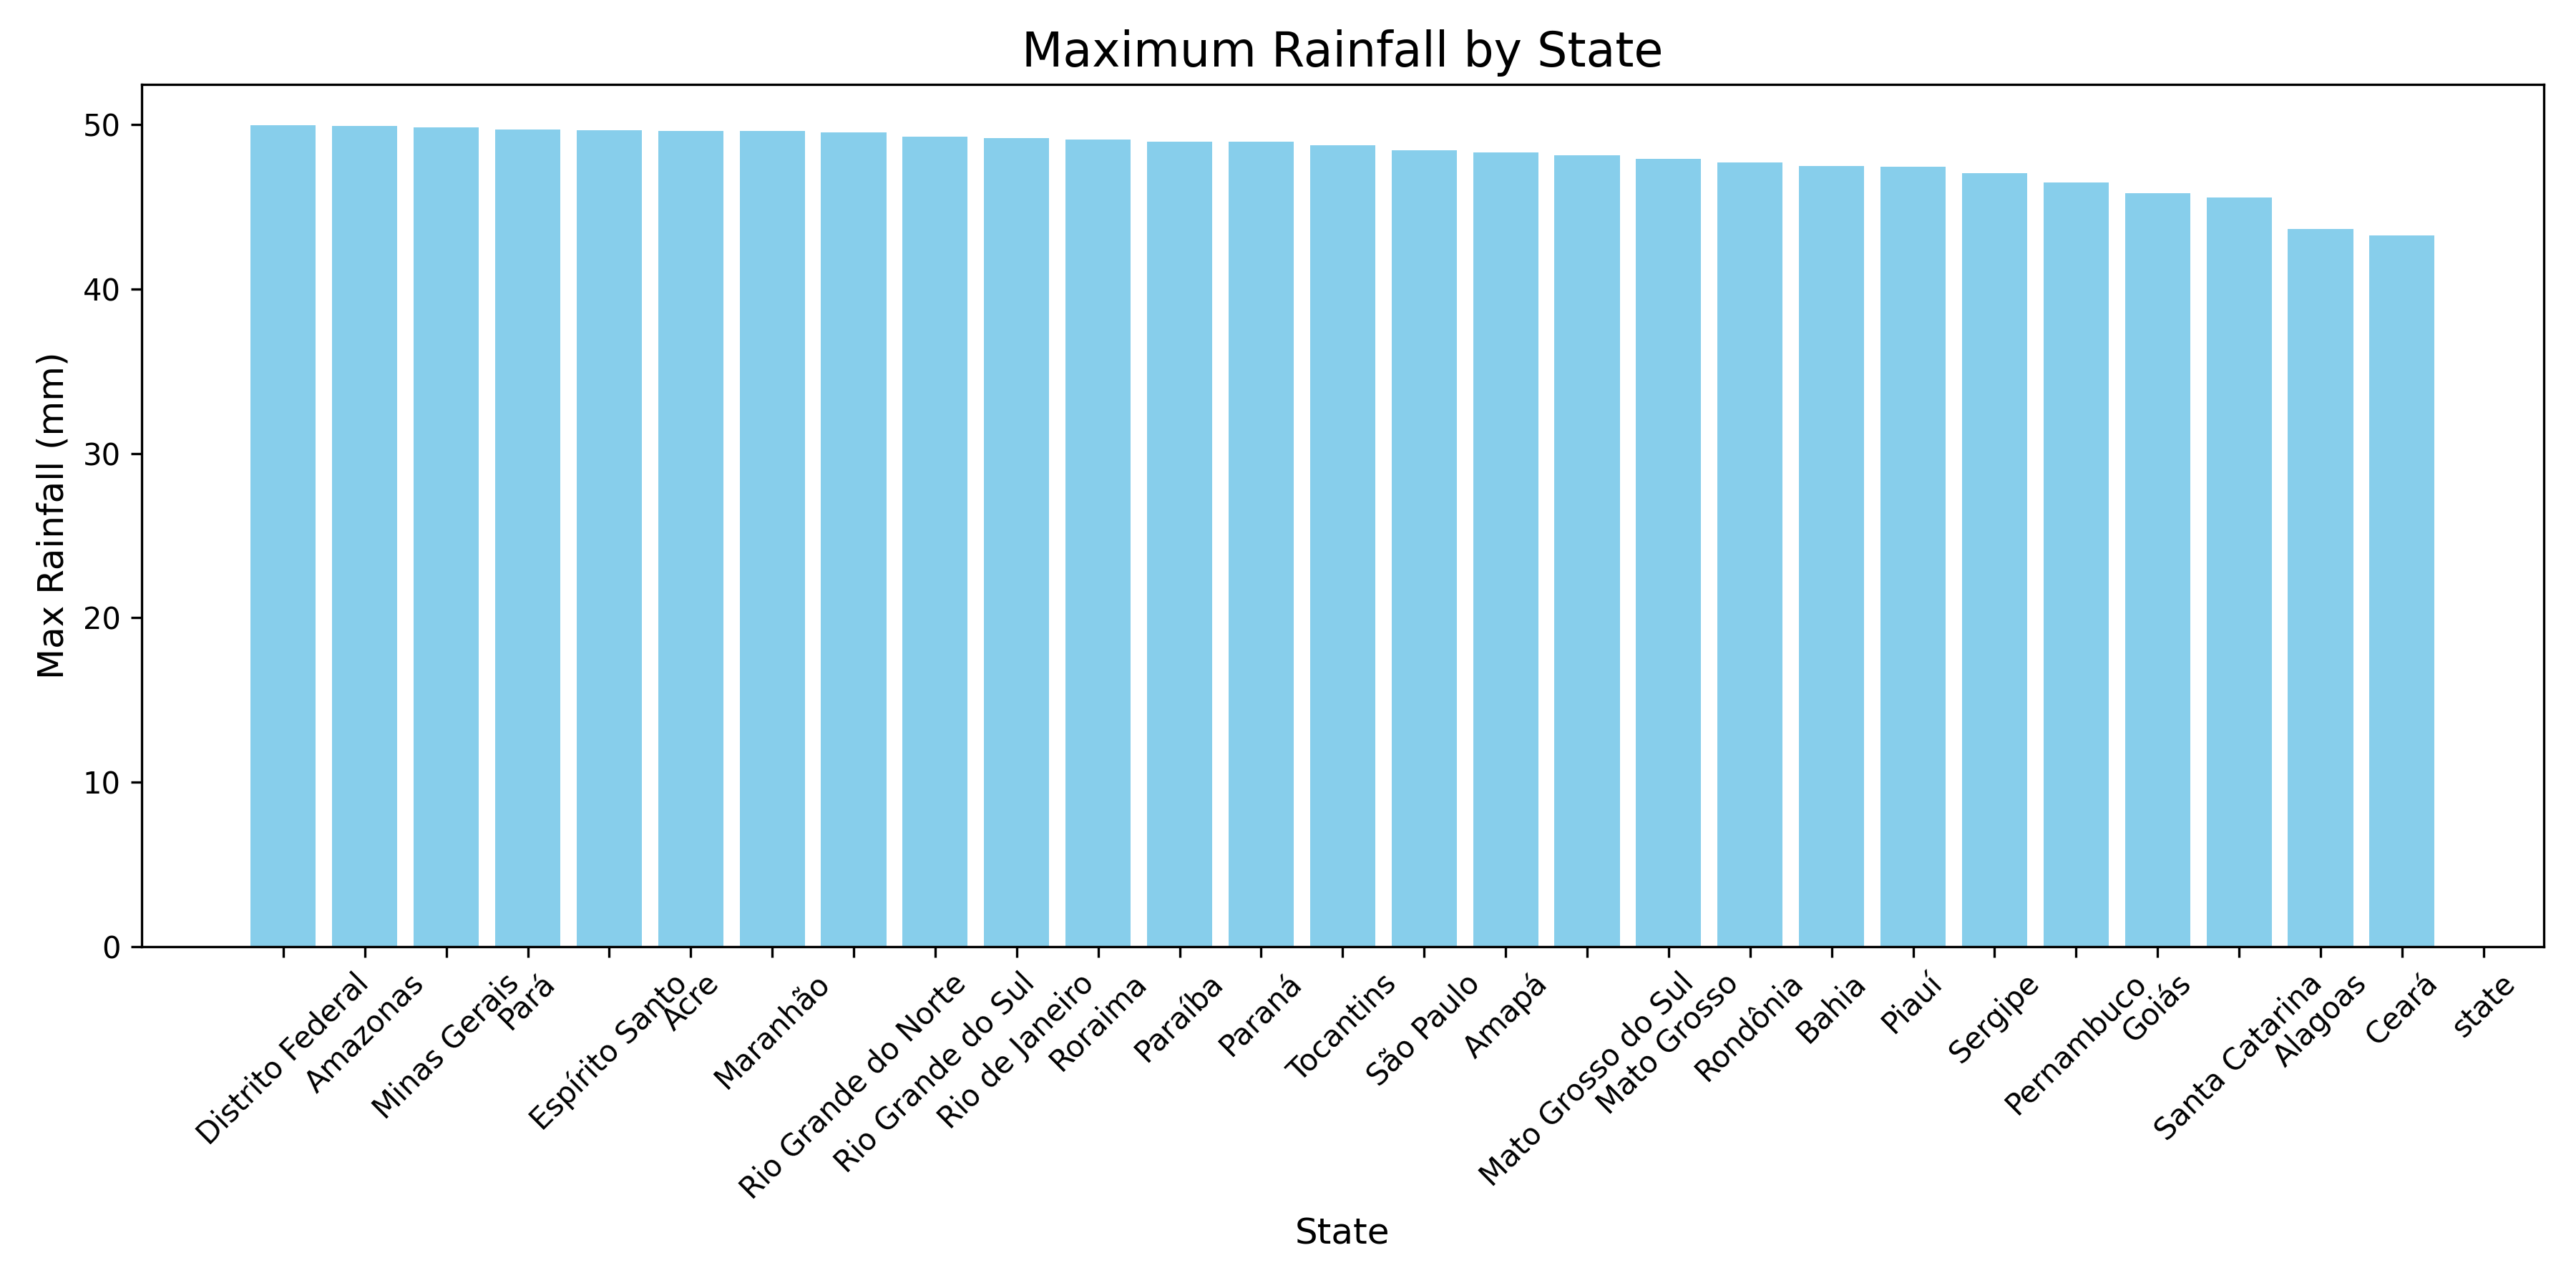 Maximum Rainfall by State
Max Rainfall (mm)
50
40
30
20
10
0
Distrito Federal
Amazonas
Minas Gerais
Pará
Espírito Santo
Acre
Maranhão
Rio Grande do Norte
Rio Grande do Sul
Rio de Janeiro
Roraima
Paraíba
Paraná
Tocantins
São Paulo
Amapá
Mato Grosso do Sul
Mato Grosso
Rondônia
Bahia
Piauí
Sergipe
Pernambuco
Goiás
Santa Catarina
Alagoas
Ceará
state
State